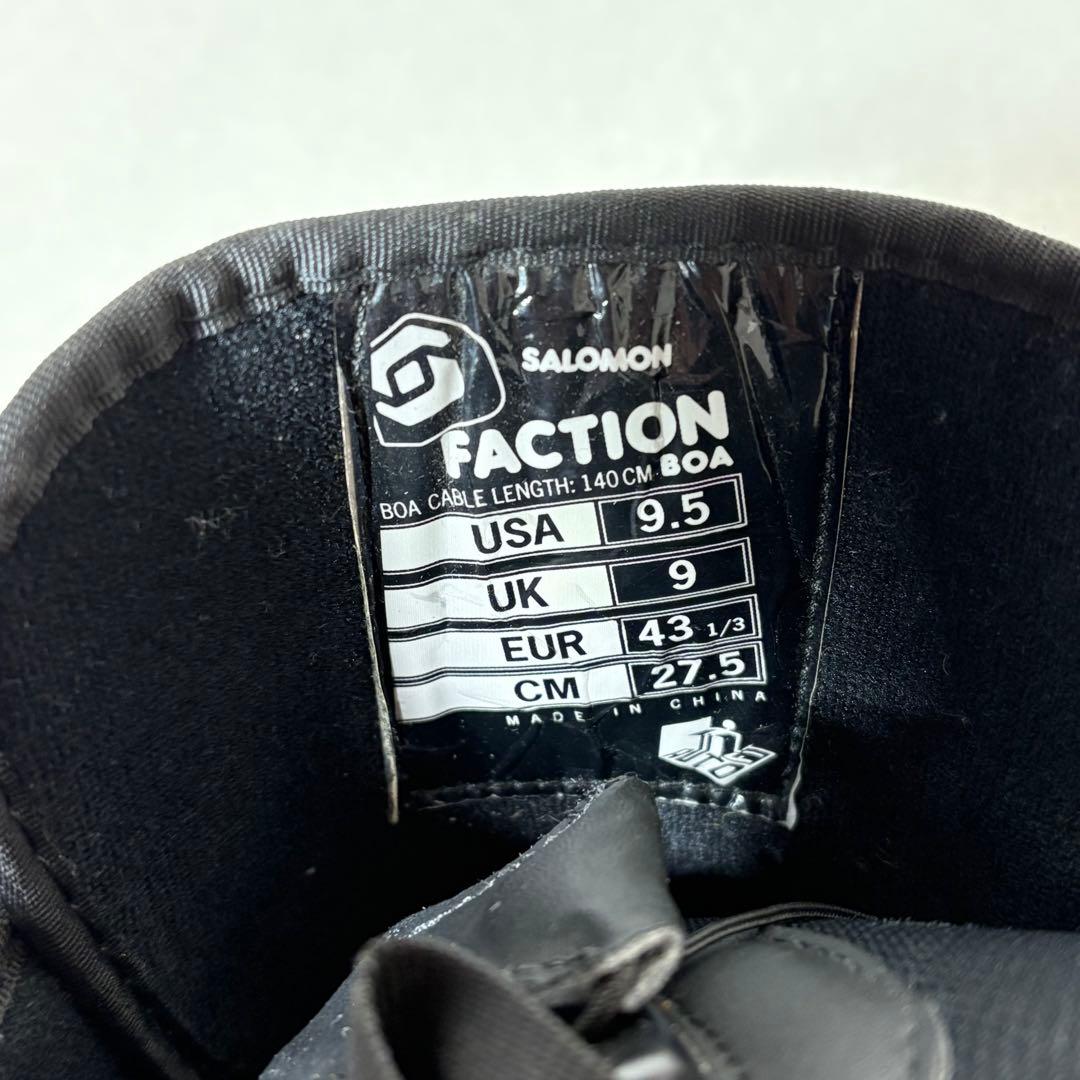 SALOMON
FACTION
BOA
BOA CABLE LENGTH: 140 CM
USA 9.5
UK 9
EUR 43 1/3
CM 27.5
MADE IN CHINA